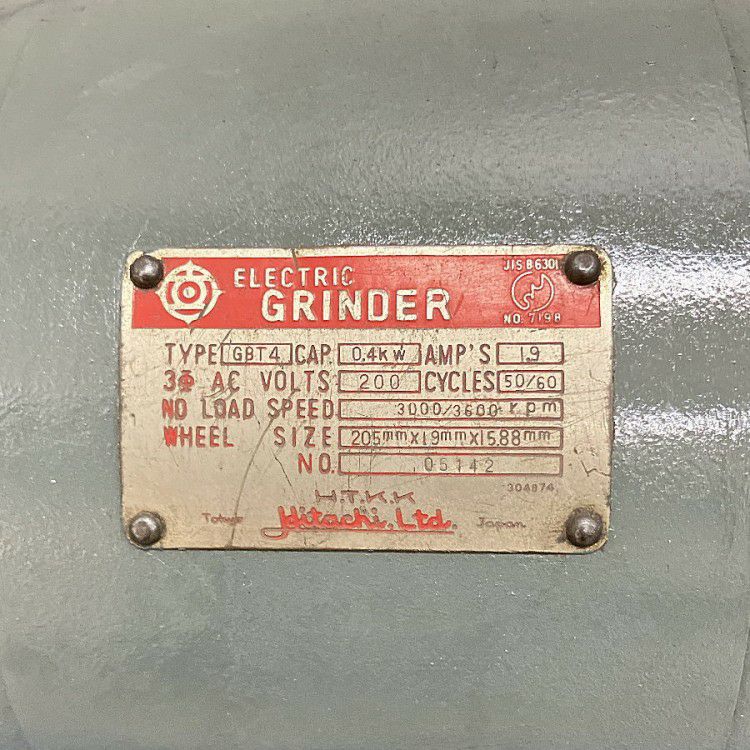 ELECTRIC
GRINDER
JIS B 6301
NO. 7198
TYPE GBT4 CAP. 0.4KW AMP'S 1.9
3Φ AC VOLTS 200 CYCLES 50/60
NO LOAD SPEED 3000/3600 r.p.m
WHEEL SIZE 205mm×19mm×15.88mm
NO. 05142
304874
H.T.K.K
Tokyo Hitachi, Ltd. Japan